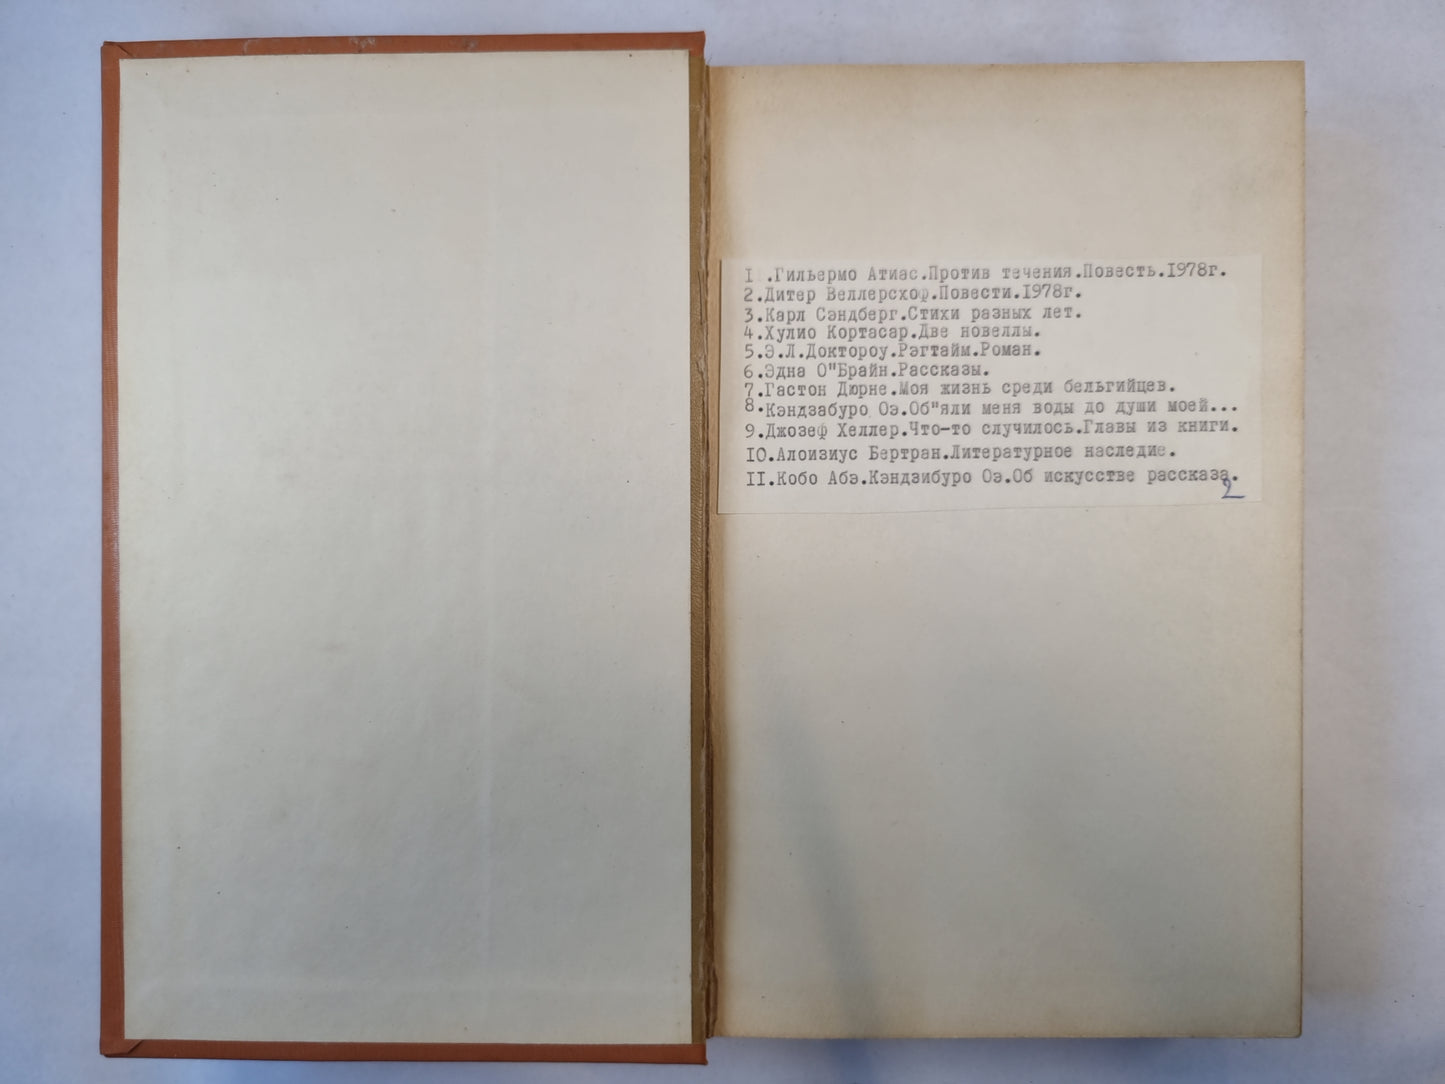 I .Гильермо Атиас.Против течения.Повесть.I978г.
2.Дитер Веллерсхоф.Повести.I978г.
3.Карл Сэндберг.Стихи разных лет.
4.Хулио Кортасар.Две новеллы.
5.Э.Л.Доктороу.Рэгтайм.Роман.
6.Эдна О"Брайн.Рассказы.
7.Гастон Дюрне.Моя жизнь среди бельгийцев.
8.Кэндзабуро Оэ.Об"яли меня воды до души моей...
9.Джозеф Хеллер.Что-то случилось.Главы из книги.
IO.Алоизиус Бертран.Литературное наследие.
II.Кобо Абэ.Кэндзибуро Оэ.Об искусстве рассказа.
2